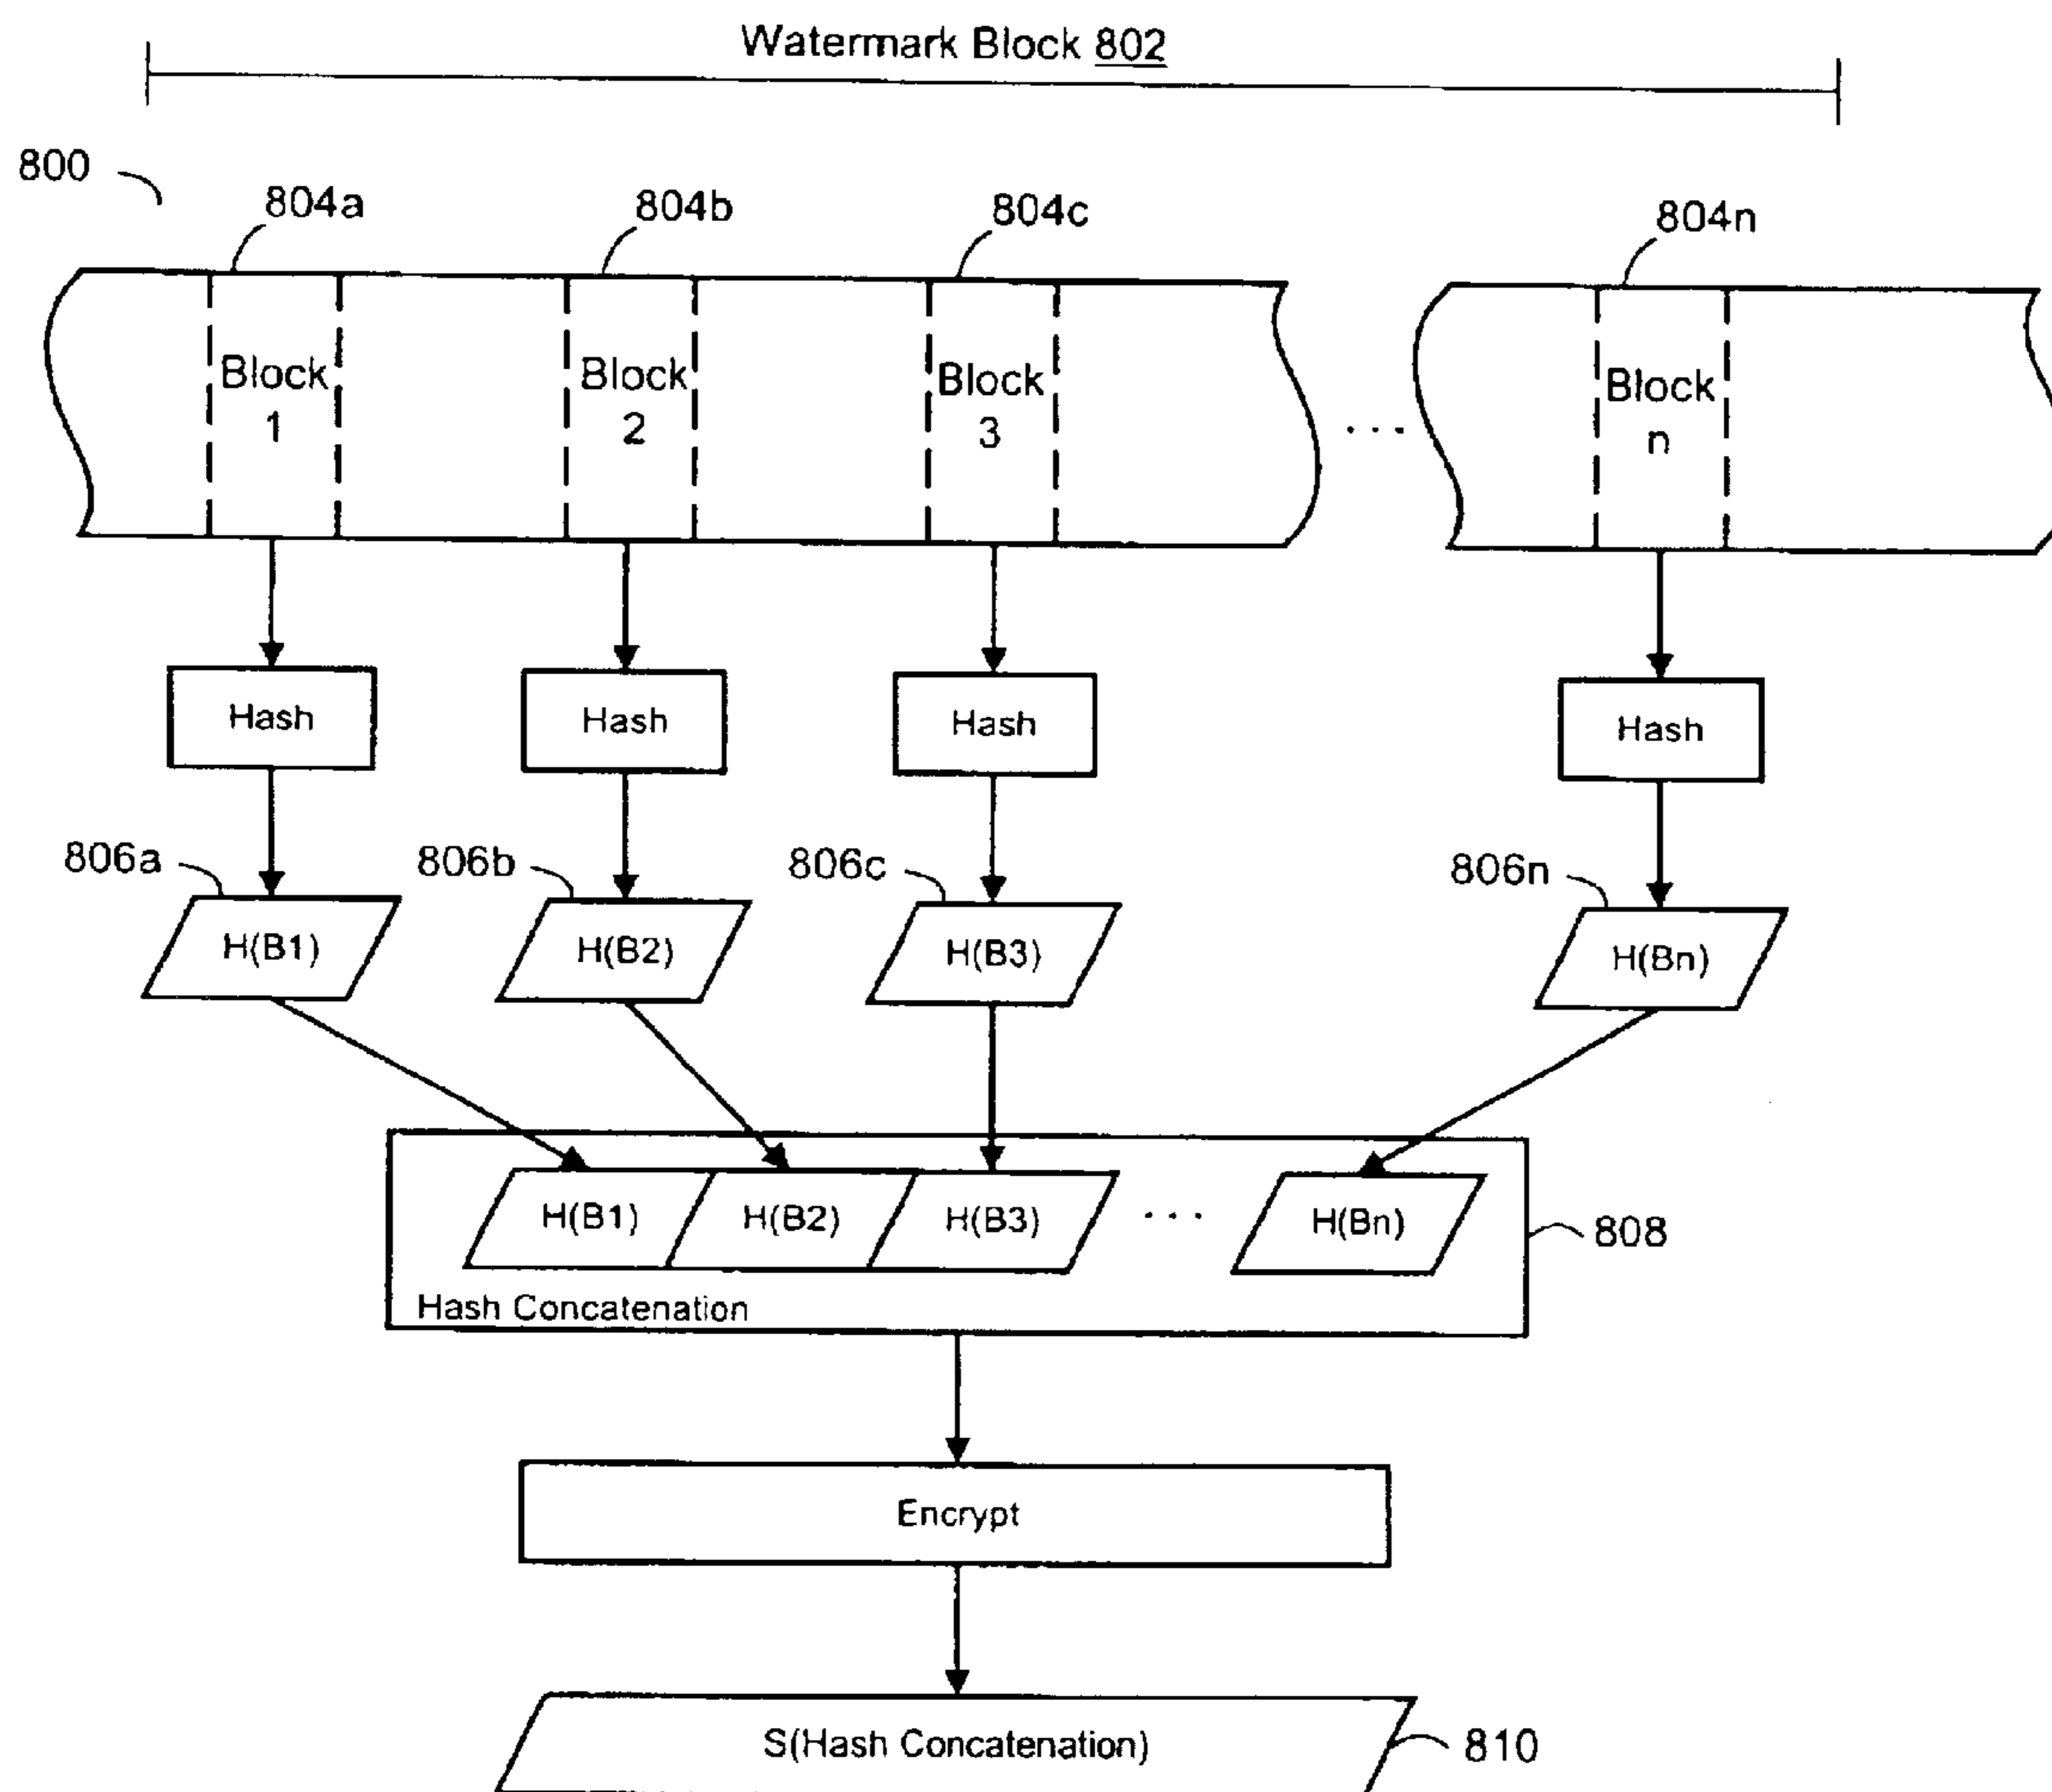 Watermark Block 802
800
804a 804b 804c 804n
Block 1
Block 2
Block 3
...
Block n
Hash Hash Hash Hash
806a 806b 806c 806n
H(B1) H(B2) H(B3) H(Bn)
H(B1) H(B2) H(B3) ... H(Bn)
808
Hash Concatenation
Encrypt
S(Hash Concatenation)
810